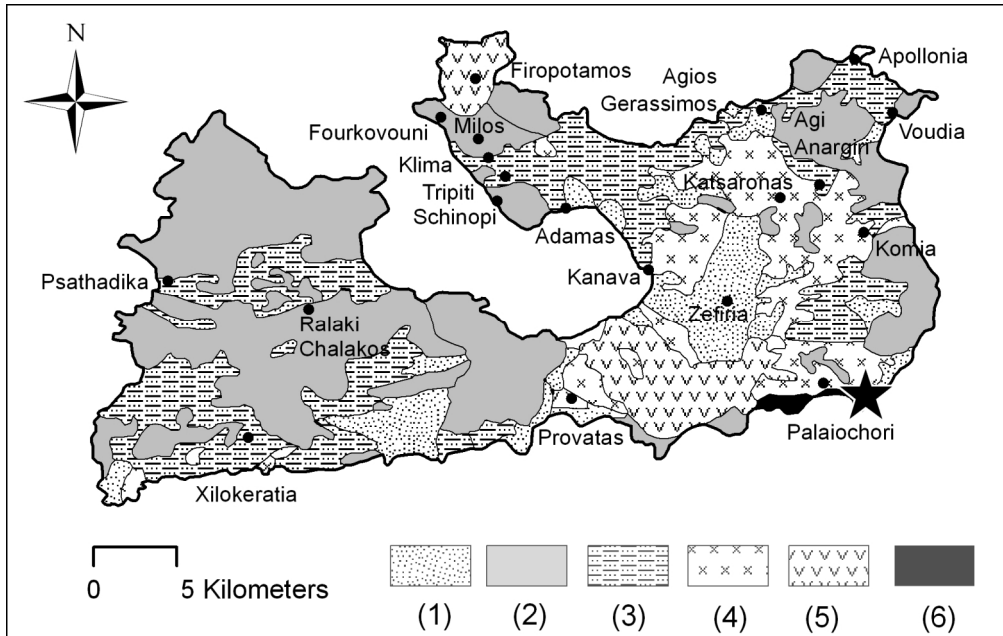 N
Firopotamos
Apollonia
Agios
Gerassimos
Fourkovouni
Milos
Agi
Anargiri
Voudia
Klima
Katsaronas
Tripiti
Schinopi
Adamas
Komia
Psathadika
Kanava
Zefiria
Ralaki
Chalakos
Provatas
Palaiochori
Xilokeratia
0 5 Kilometers
(1) (2) (3) (4) (5) (6)